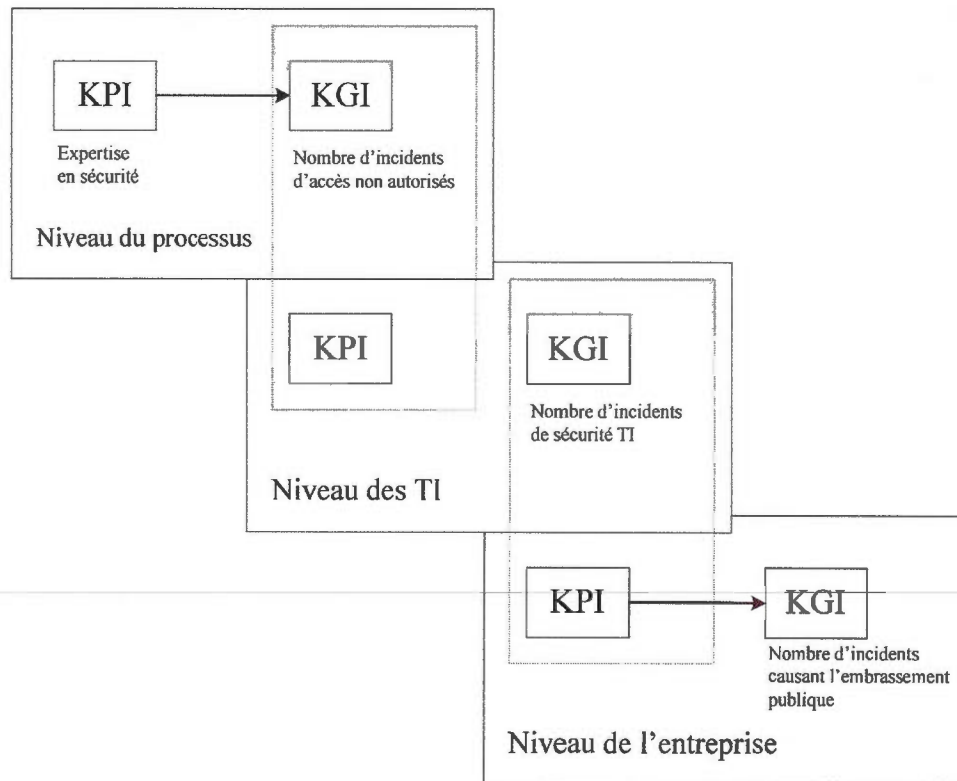 KPI
KGI
Expertise
en sécurité
Nombre d'incidents
d'accès non autorisés
Niveau du processus
KPI
KGI
Nombre d'incidents
de sécurité TI
Niveau des TI
KPI
KGI
Nombre d'incidents
causant l'embrassement
publique
Niveau de l'entreprise